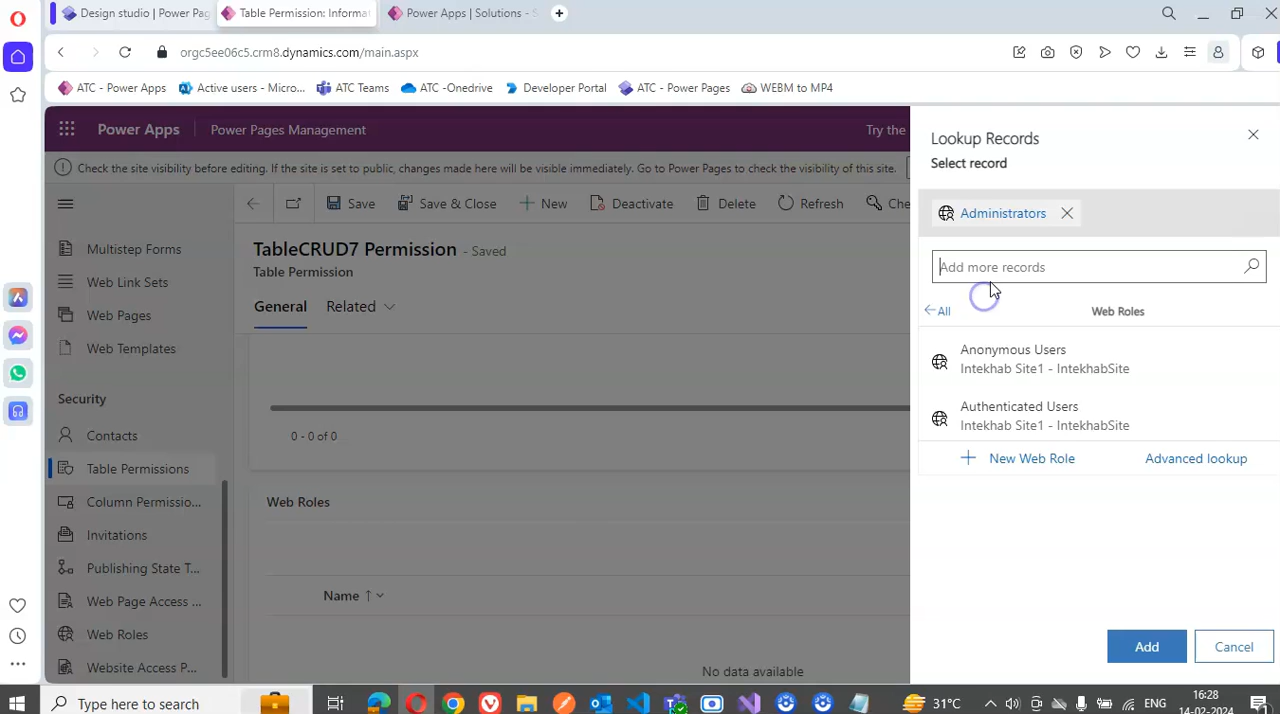 Design studio | Power Pag
Table Permission: Informat
Power Apps | Solutions - S
orgc5ee06c5.crm8.dynamics.com/main.aspx
ATC - Power Apps
Active users - Micro...
ATC Teams
ATC -Onedrive
Developer Portal
ATC - Power Pages
WEBM to MP4
Power Apps
Power Pages Management
Try the
Check the site visibility before editing. If the site is set to public, changes made here will be visible immediately. Go to Power Pages to check the visibility of this site.
Save
Save & Close
New
Deactivate
Delete
Refresh
Che
Multistep Forms
Web Link Sets
Web Pages
Web Templates
Security
Contacts
Table Permissions
Column Permissio...
Invitations
Publishing State T...
Web Page Access ...
Web Roles
Website Access P...
TableCRUD7 Permission - Saved
Table Permission
General
Related
0 - 0 of 0
Web Roles
Name
No data available
Lookup Records
Select record
Administrators
Add more records
All
Web Roles
Anonymous Users
Intekhab Site1 - IntekhabSite
Authenticated Users
Intekhab Site1 - IntekhabSite
New Web Role
Advanced lookup
Add
Cancel
Type here to search
31°C
ENG
16:28
14-02-2024